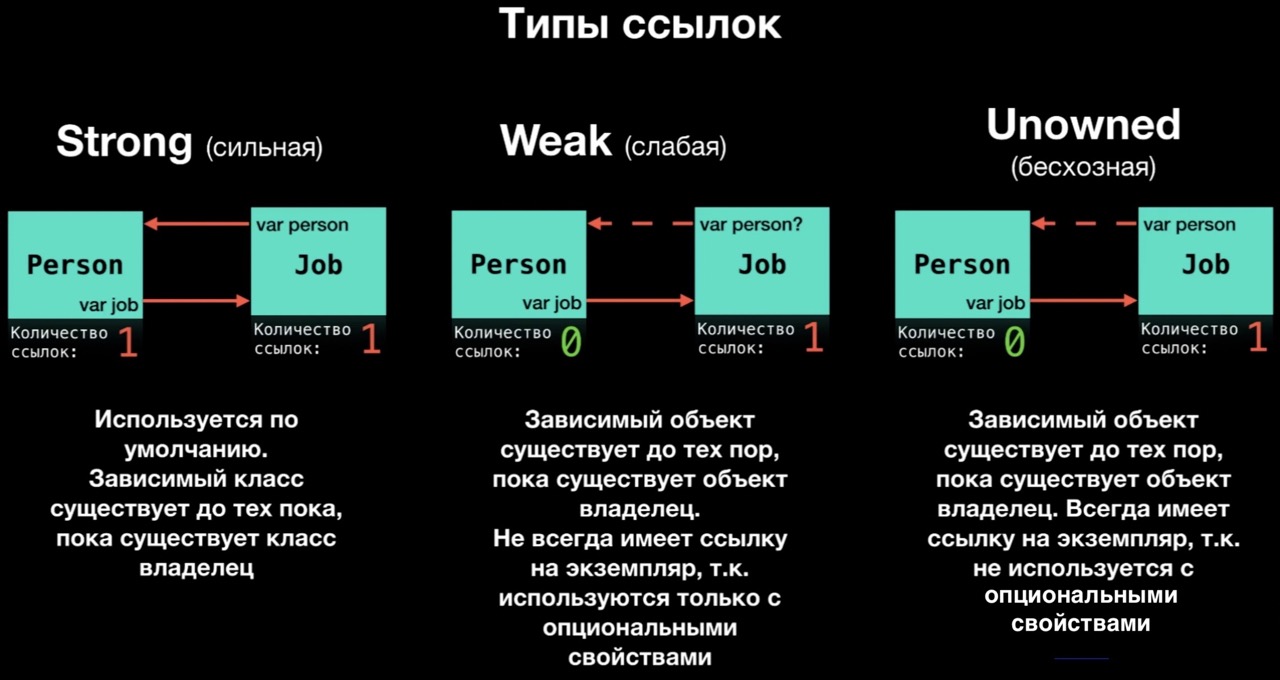 Типы ссылок
Strong (сильная)
var person
Person
Job
var job
Количество
ссылок: 1
Количество
ссылок: 1
Используется по
умолчанию.
Зависимый класс
существует до тех пока,
пока существует класс
владелец
Weak (слабая)
var person?
Person
Job
var job
Количество
ссылок: 0
Количество
ссылок: 1
Зависимый объект
существует до тех пор,
пока существует объект
владелец.
Не всегда имеет ссылку
на экземпляр, т.к.
используются только с
опциональными
свойствами
Unowned
(бесхозная)
var person
Person
Job
var job
Количество
ссылок: 0
Количество
ссылок: 1
Зависимый объект
существует до тех пор,
пока существует объект
владелец. Всегда имеет
ссылку на экземпляр, т.к.
не используется с
опциональными
свойствами